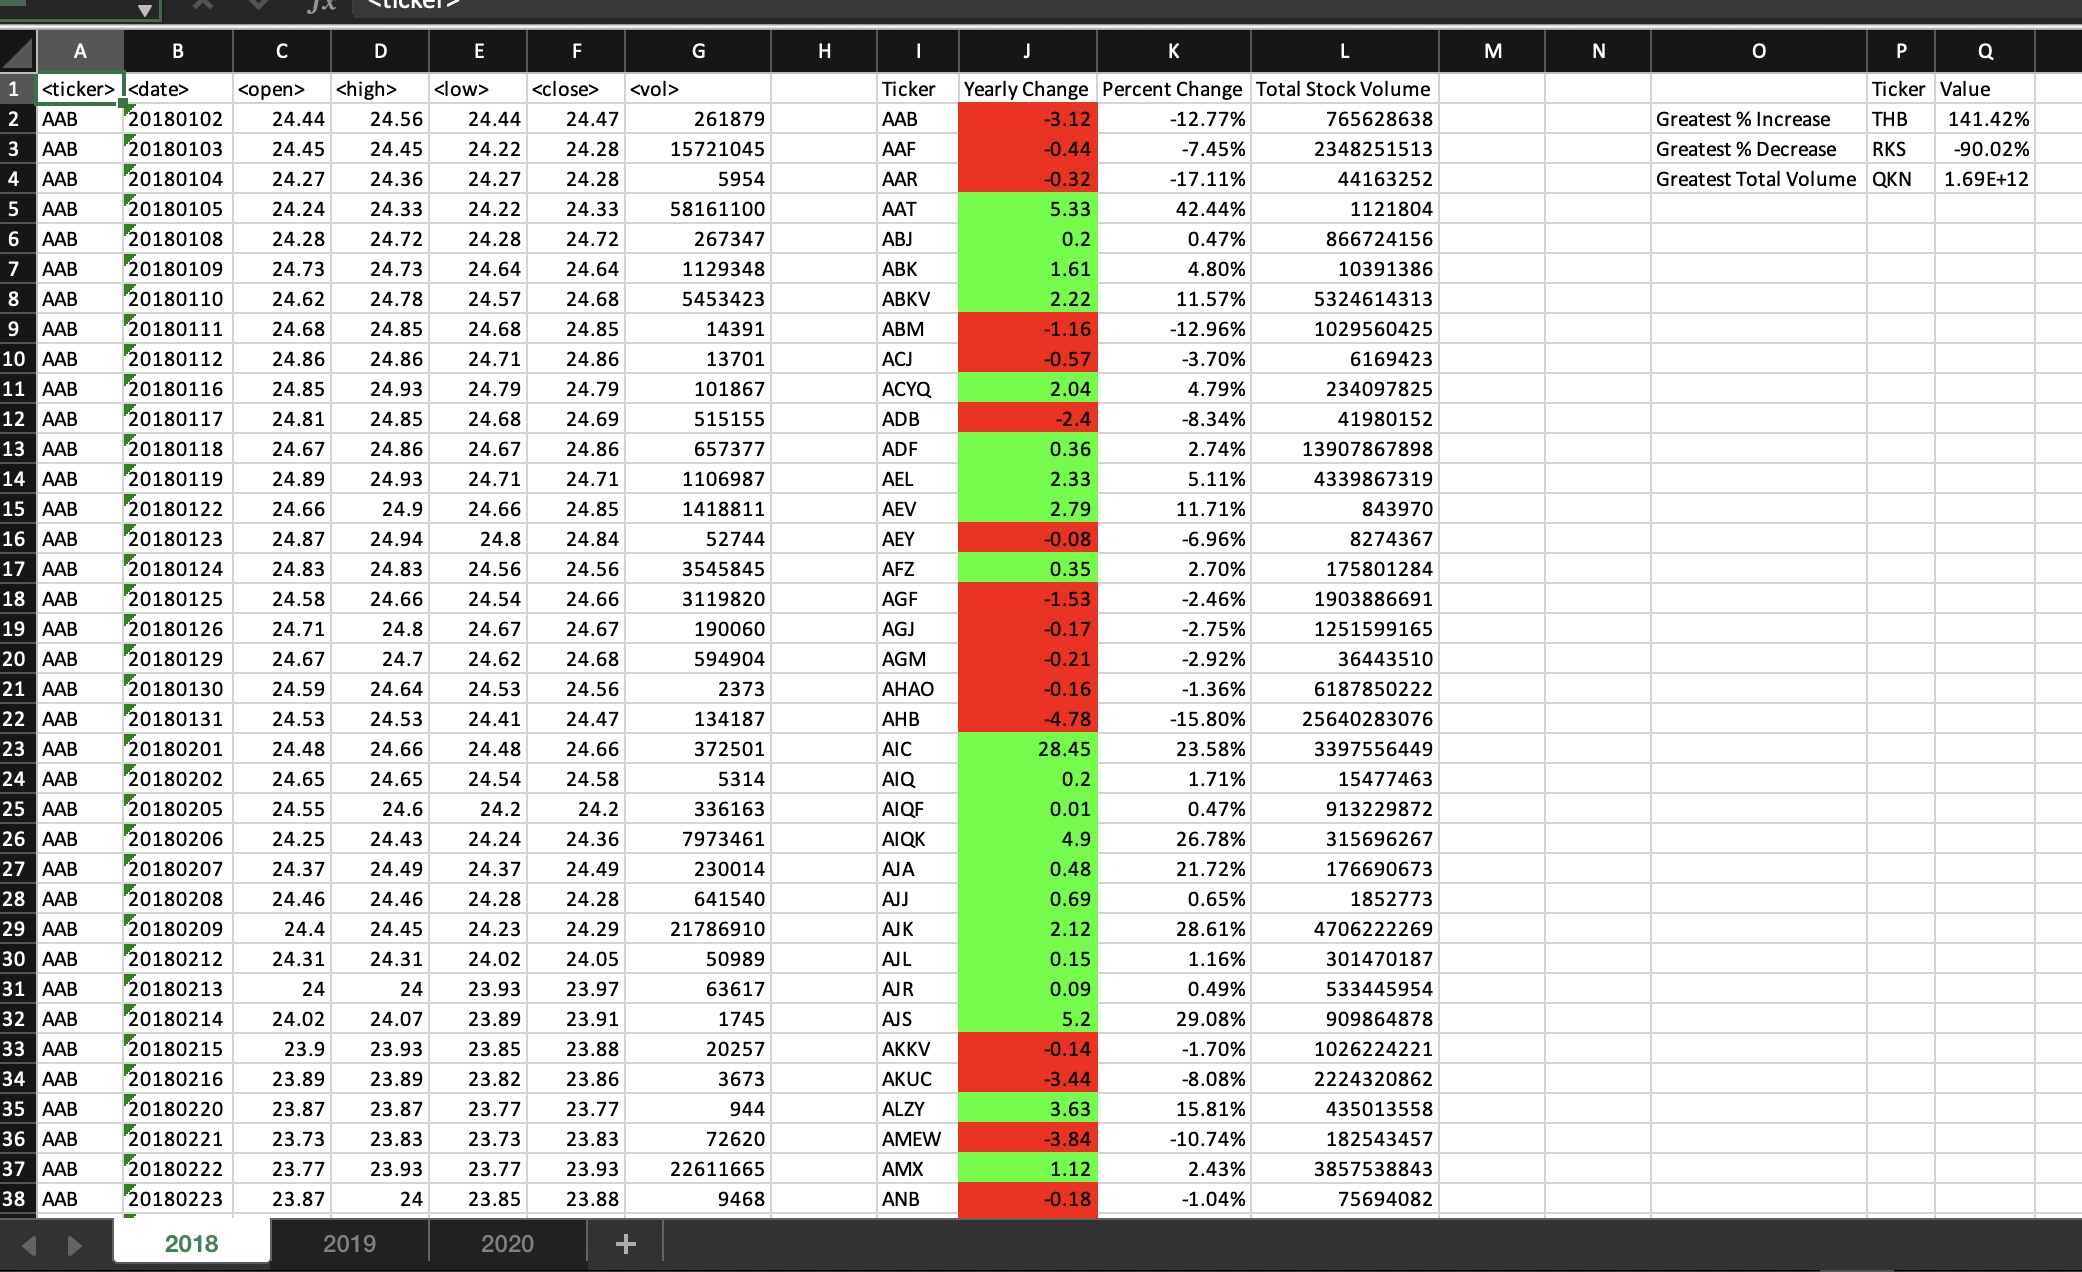 fx <ticker>
A B C D E F G H I J K L M N O P Q
1 <ticker> <date> <open> <high> <low> <close> <vol> Ticker Yearly Change Percent Change Total Stock Volume Ticker Value
2 AAB 20180102 24.44 24.56 24.44 24.47 261879 AAB -3.12 -12.77% 765628638 Greatest % Increase THB 141.42%
3 AAB 20180103 24.45 24.45 24.22 24.28 15721045 AAF -0.44 -7.45% 2348251513 Greatest % Decrease RKS -90.02%
4 AAB 20180104 24.27 24.36 24.27 24.28 5954 AAR -0.32 -17.11% 44163252 Greatest Total Volume QKN 1.69E+12
5 AAB 20180105 24.24 24.33 24.22 24.33 58161100 AAT 5.33 42.44% 1121804
6 AAB 20180108 24.28 24.72 24.28 24.72 267347 ABJ 0.2 0.47% 866724156
7 AAB 20180109 24.73 24.73 24.64 24.64 1129348 ABK 1.61 4.80% 10391386
8 AAB 20180110 24.62 24.78 24.57 24.68 5453423 ABKV 2.22 11.57% 5324614313
9 AAB 20180111 24.68 24.85 24.68 24.85 14391 ABM -1.16 -12.96% 1029560425
10 AAB 20180112 24.86 24.86 24.71 24.86 13701 ACJ -0.57 -3.70% 6169423
11 AAB 20180116 24.85 24.93 24.79 24.79 101867 ACYQ 2.04 4.79% 234097825
12 AAB 20180117 24.81 24.85 24.68 24.69 515155 ADB -2.4 -8.34% 41980152
13 AAB 20180118 24.67 24.86 24.67 24.86 657377 ADF 0.36 2.74% 13907867898
14 AAB 20180119 24.89 24.93 24.71 24.71 1106987 AEL 2.33 5.11% 4339867319
15 AAB 20180122 24.66 24.9 24.66 24.85 1418811 AEV 2.79 11.71% 843970
16 AAB 20180123 24.87 24.94 24.8 24.84 52744 AEY -0.08 -6.96% 8274367
17 AAB 20180124 24.83 24.83 24.56 24.56 3545845 AFZ 0.35 2.70% 175801284
18 AAB 20180125 24.58 24.66 24.54 24.66 3119820 AGF -1.53 -2.46% 1903886691
19 AAB 20180126 24.71 24.8 24.67 24.67 190060 AGJ -0.17 -2.75% 1251599165
20 AAB 20180129 24.67 24.7 24.62 24.68 594904 AGM -0.21 -2.92% 36443510
21 AAB 20180130 24.59 24.64 24.53 24.56 2373 AHAO -0.16 -1.36% 6187850222
22 AAB 20180131 24.53 24.53 24.41 24.47 134187 AHB -4.78 -15.80% 25640283076
23 AAB 20180201 24.48 24.66 24.48 24.66 372501 AIC 28.45 23.58% 3397556449
24 AAB 20180202 24.65 24.65 24.54 24.58 5314 AIQ 0.2 1.71% 15477463
25 AAB 20180205 24.55 24.6 24.2 24.2 336163 AIQF 0.01 0.47% 913229872
26 AAB 20180206 24.25 24.43 24.24 24.36 7973461 AIQK 4.9 26.78% 315696267
27 AAB 20180207 24.37 24.49 24.37 24.49 230014 AJA 0.48 21.72% 176690673
28 AAB 20180208 24.46 24.46 24.28 24.28 641540 AJJ 0.69 0.65% 1852773
29 AAB 20180209 24.4 24.45 24.23 24.29 21786910 AJK 2.12 28.61% 4706222269
30 AAB 20180212 24.31 24.31 24.02 24.05 50989 AJL 0.15 1.16% 301470187
31 AAB 20180213 24 24 23.93 23.97 63617 AJR 0.09 0.49% 533445954
32 AAB 20180214 24.02 24.07 23.89 23.91 1745 AJS 5.2 29.08% 909864878
33 AAB 20180215 23.9 23.93 23.85 23.88 20257 AKKV -0.14 -1.70% 1026224221
34 AAB 20180216 23.89 23.89 23.82 23.86 3673 AKUC -3.44 -8.08% 2224320862
35 AAB 20180220 23.87 23.87 23.77 23.77 944 ALZY 3.63 15.81% 435013558
36 AAB 20180221 23.73 23.83 23.73 23.83 72620 AMEW -3.84 -10.74% 182543457
37 AAB 20180222 23.77 23.93 23.77 23.93 22611665 AMX 1.12 2.43% 3857538843
38 AAB 20180223 23.87 24 23.85 23.88 9468 ANB -0.18 -1.04% 75694082
2018 2019 2020 +